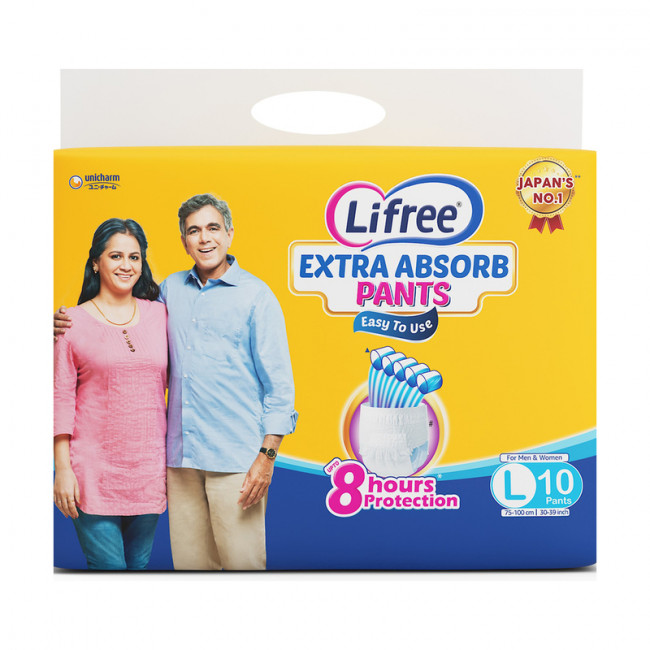 unicharm
ユニ・チャーム
JAPAN'S
NO.1
**
Lifree®
EXTRA ABSORB
PANTS
Easy To Use
UPTO
8 hours
Protection
#
For Men & Women
L 10
Pants
75-100 cm | 30-39 inch